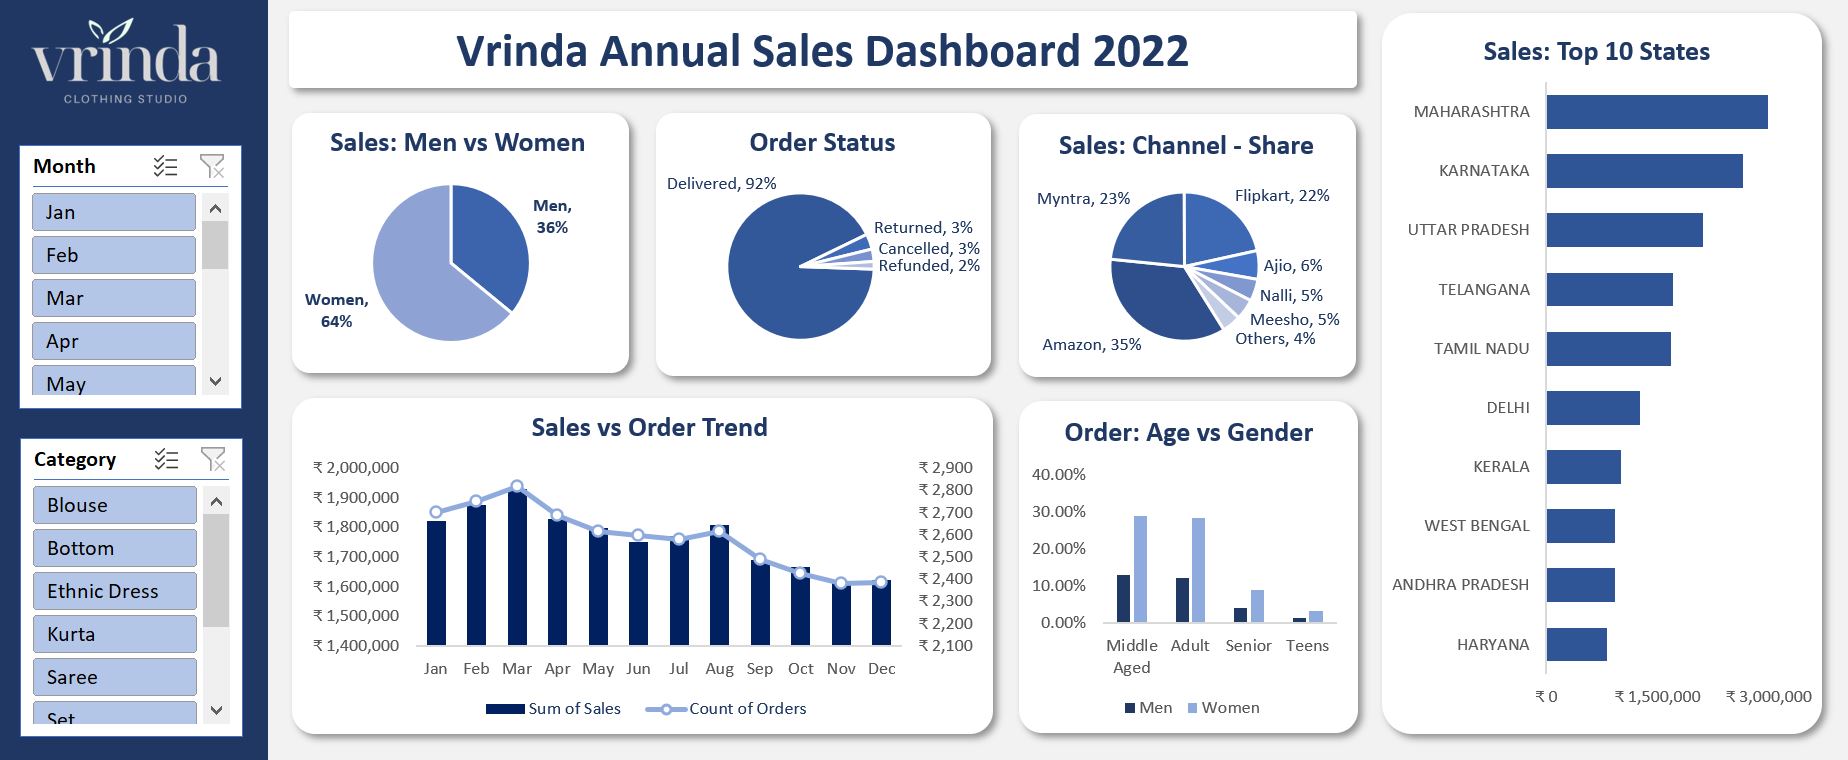 vrinda
CLOTHING STUDIO
Month
Jan
Feb
Mar
Apr
May
Category
Blouse
Bottom
Ethnic Dress
Kurta
Saree
Set
Vrinda Annual Sales Dashboard 2022
Sales: Men vs Women
Men,
36%
Women,
64%
Order Status
Delivered, 92%
Returned, 3%
Cancelled, 3%
Refunded, 2%
Sales: Channel - Share
Myntra, 23%
Flipkart, 22%
Ajio, 6%
Nalli, 5%
Meesho, 5%
Others, 4%
Amazon, 35%
Sales vs Order Trend
₹ 2,000,000
₹ 1,900,000
₹ 1,800,000
₹ 1,700,000
₹ 1,600,000
₹ 1,500,000
₹ 1,400,000
₹ 2,900
₹ 2,800
₹ 2,700
₹ 2,600
₹ 2,500
₹ 2,400
₹ 2,300
₹ 2,200
₹ 2,100
Jan Feb Mar Apr May Jun Jul Aug Sep Oct Nov Dec
Sum of Sales Count of Orders
Order: Age vs Gender
40.00%
30.00%
20.00%
10.00%
0.00%
Middle Aged Adult Senior Teens
Men Women
Sales: Top 10 States
MAHARASHTRA
KARNATAKA
UTTAR PRADESH
TELANGANA
TAMIL NADU
DELHI
KERALA
WEST BENGAL
ANDHRA PRADESH
HARYANA
₹ 0 ₹ 1,500,000 ₹ 3,000,000